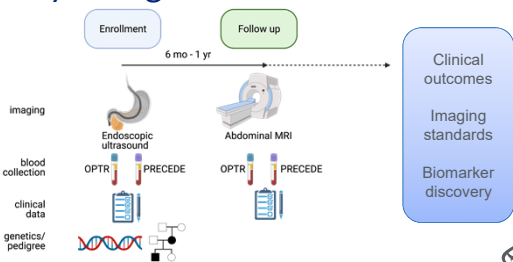 Enrollment
Follow up
6 mo - 1 yr
imaging
Endoscopic
ultrasound
Abdominal MRI
blood
collection
OPTR
PRECEDE
OPTR
PRECEDE
clinical
data
genetics/
pedigree
Clinical
outcomes
Imaging
standards
Biomarker
discovery